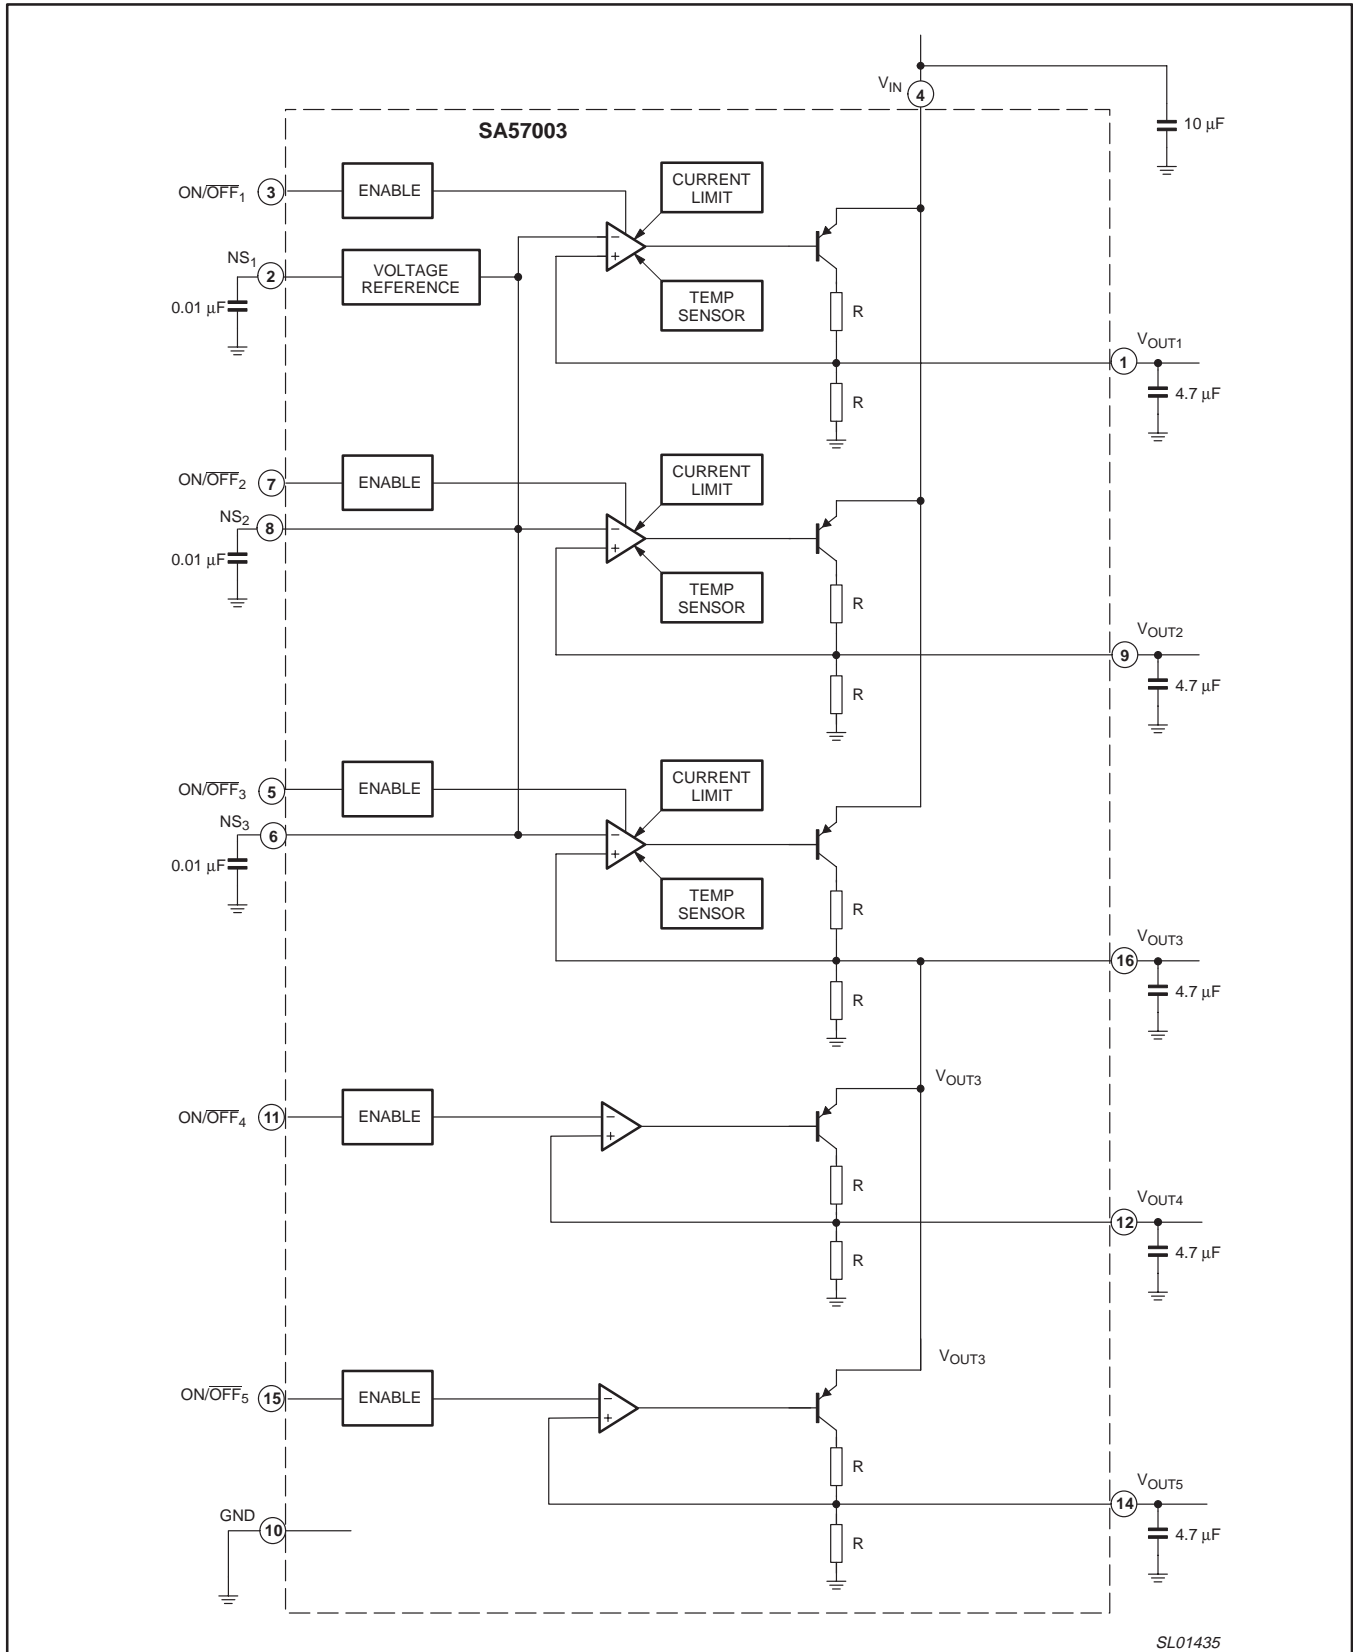 V_IN
4
10 μF
SA57003
ON/OFF1
3
ENABLE
CURRENT
LIMIT
−
+
NS1
2
VOLTAGE
REFERENCE
TEMP
SENSOR
0.01 μF
R
VOUT1
1
4.7 μF
R
ON/OFF2
7
ENABLE
CURRENT
LIMIT
NS2
8
−
+
0.01 μF
TEMP
SENSOR
R
VOUT2
9
4.7 μF
R
ON/OFF3
5
ENABLE
CURRENT
LIMIT
NS3
6
−
+
0.01 μF
TEMP
SENSOR
R
VOUT3
16
4.7 μF
R
VOUT3
ON/OFF4
11
ENABLE
−
+
R
VOUT4
12
4.7 μF
R
VOUT3
ON/OFF5
15
ENABLE
−
+
R
VOUT5
14
4.7 μF
GND
10
R
SL01435